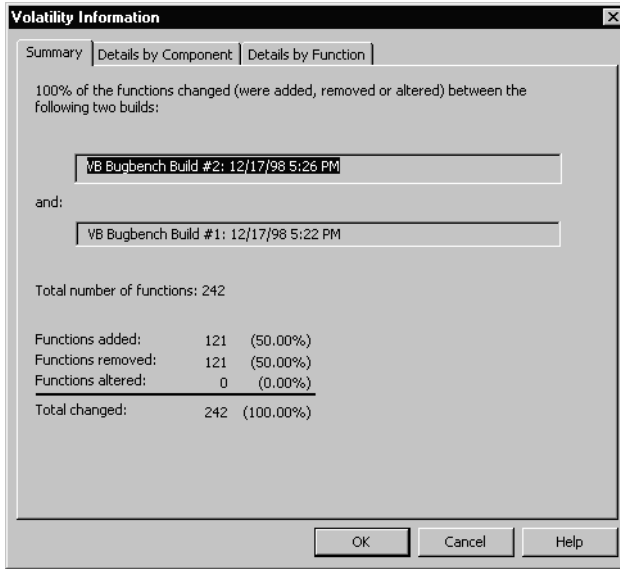 Volatility Information
Summary Details by Component Details by Function
100% of the functions changed (were added, removed or altered) between the
following two builds:
VB Bugbench Build #2: 12/17/98 5:26 PM
and:
VB Bugbench Build #1: 12/17/98 5:22 PM
Total number of functions: 242
Functions added: 121 (50.00%)
Functions removed: 121 (50.00%)
Functions altered: 0 (0.00%)
Total changed: 242 (100.00%)
OK Cancel Help